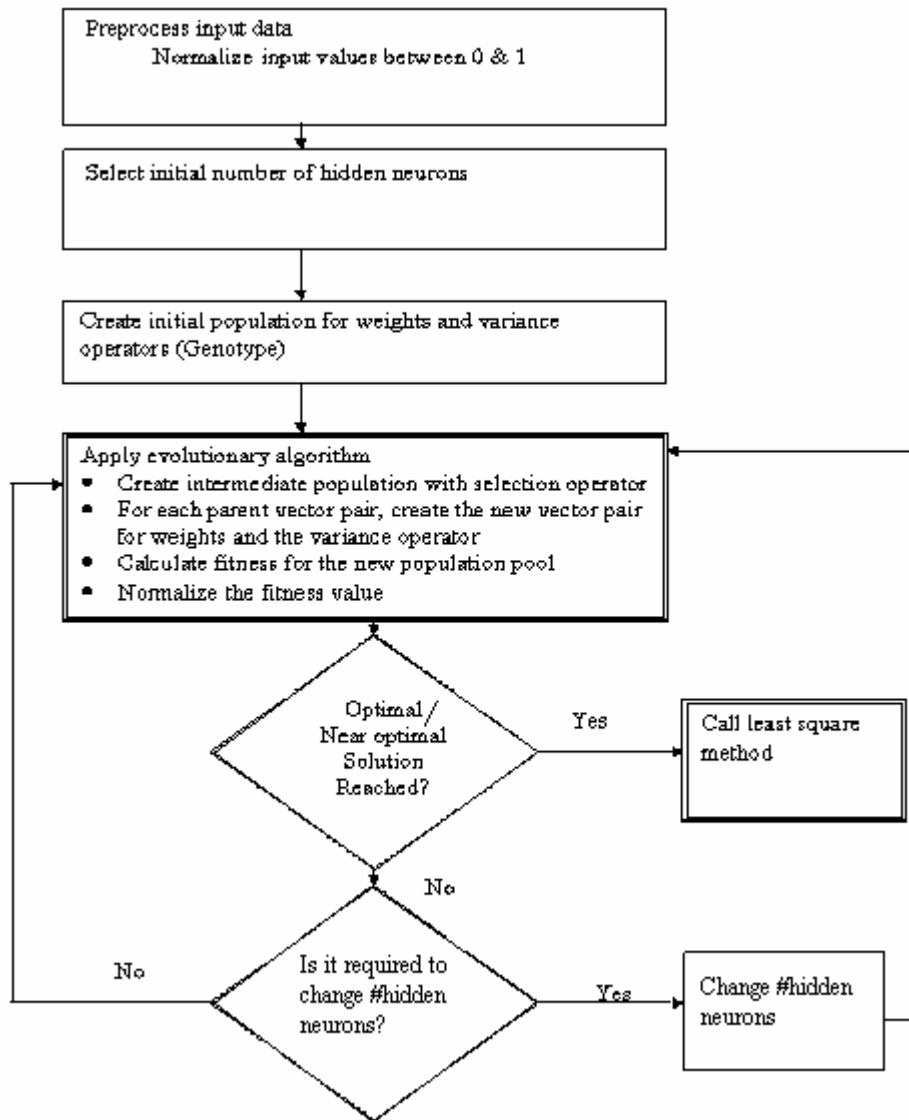 Preprocess input data
Normalize input values between 0 & 1
Select initial number of hidden neurons
Create initial population for weights and variance
operators (Genotype)
Apply evolutionary algorithm
• Create intermediate population with selection operator
• For each parent vector pair, create the new vector pair
for weights and the variance operator
• Calculate fitness for the new population pool
• Normalize the fitness value
Optimal/
Near optimal
Solution
Reached?
Yes
Call least square
method
No
Is it required to
change #hidden
neurons?
No
Yes
Change #hidden
neurons